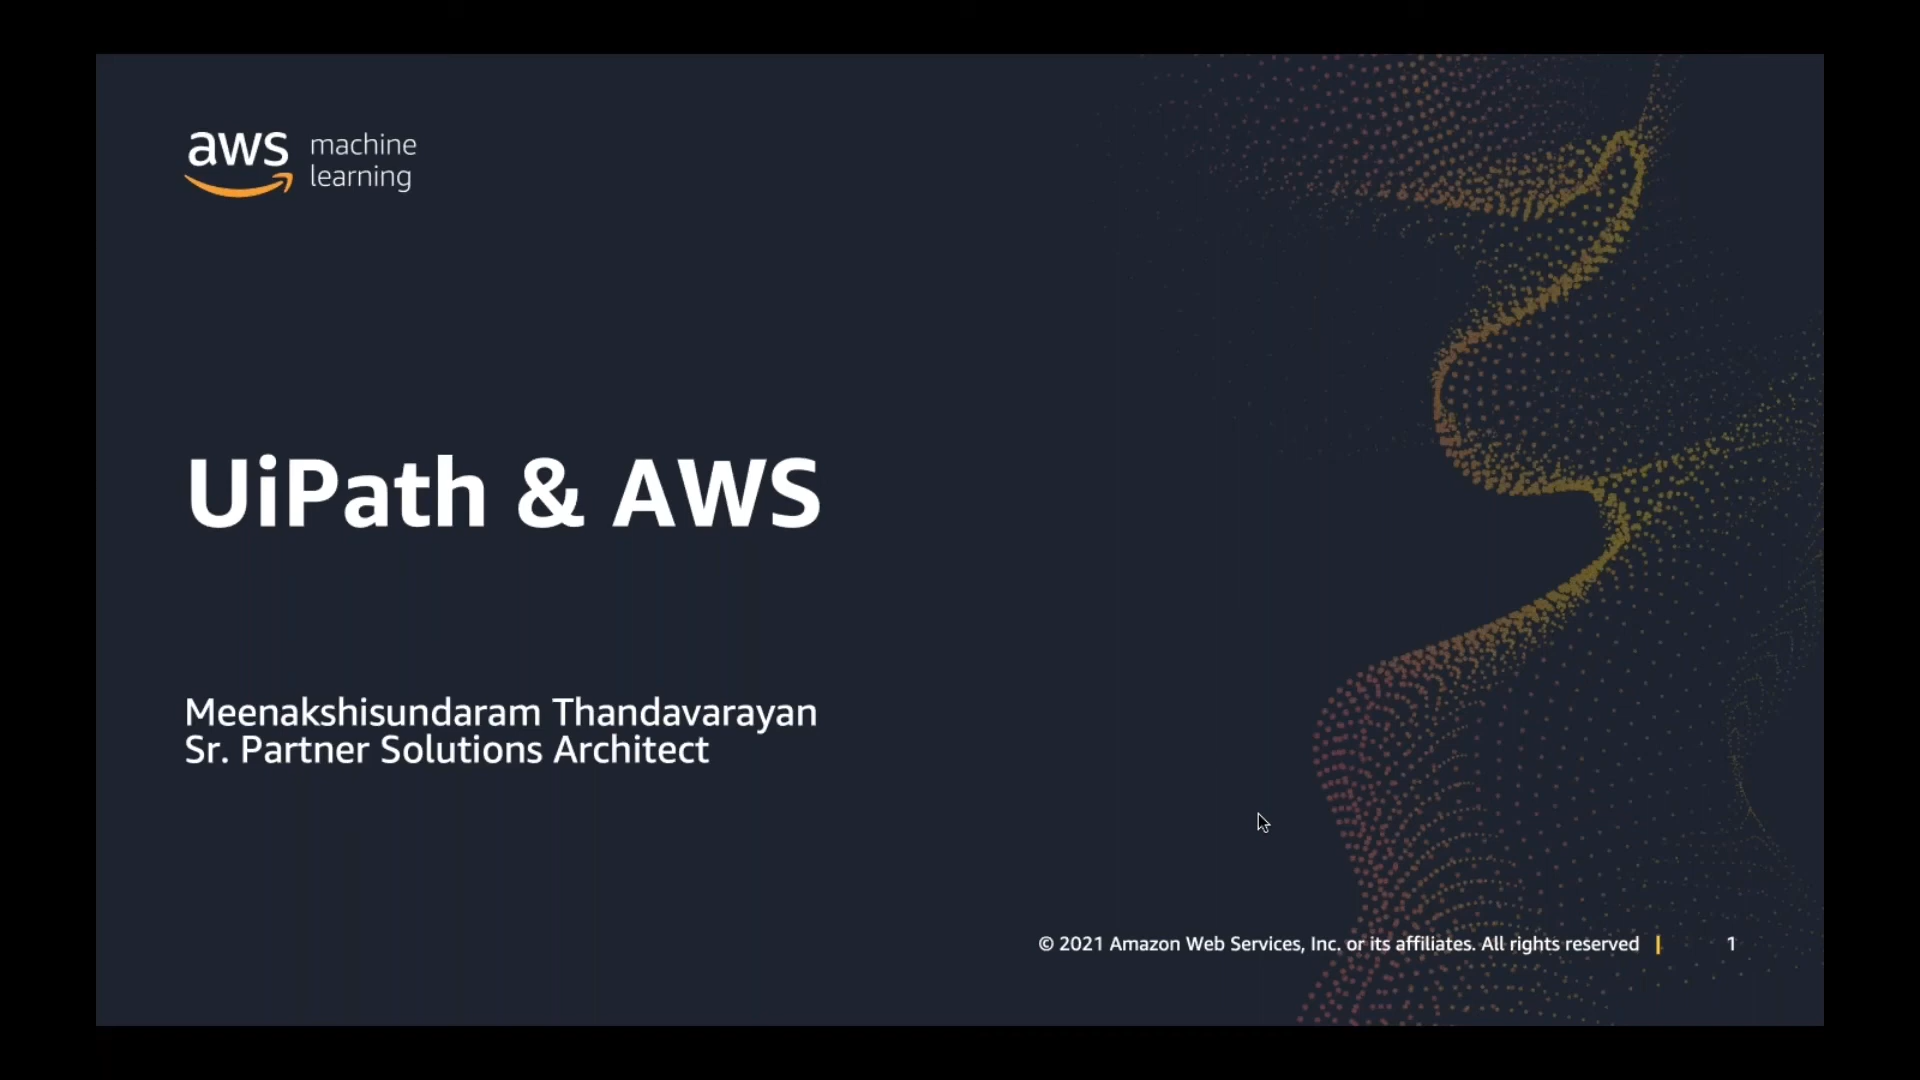 aws machine
learning
UiPath & AWS
Meenakshisundaram Thandavarayan
Sr. Partner Solutions Architect
© 2021 Amazon Web Services, Inc. or its affiliates. All rights reserved | 1